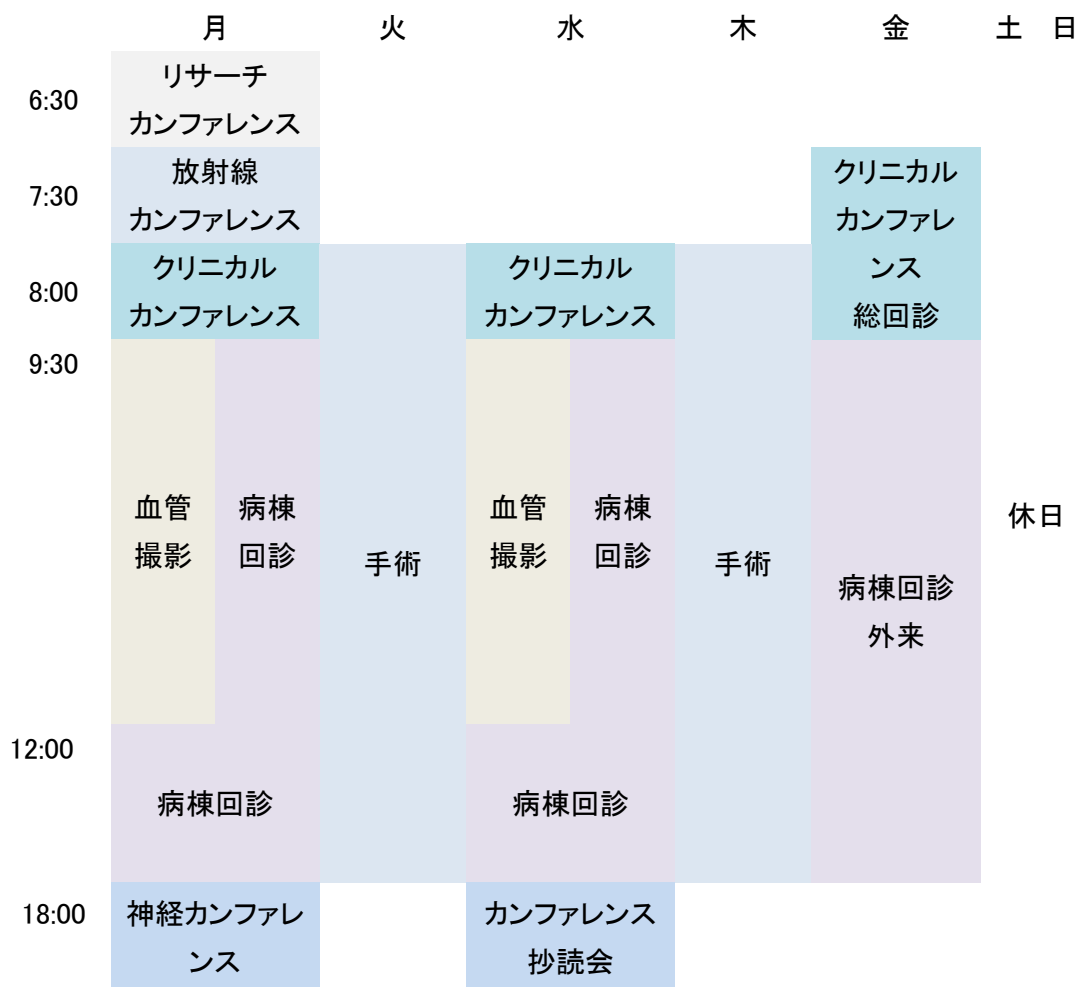 月 火 水 木 金 土 日
6:30
リサーチ
カンファレンス
7:30
放射線
カンファレンス
クリニカル
カンファレ
ンス
総回診
8:00
クリニカル
カンファレンス
クリニカル
カンファレンス
9:30
血管
撮影
病棟
回診
手術
血管
撮影
病棟
回診
手術
病棟回診
外来
休日
12:00
病棟回診
病棟回診
18:00
神経カンファレ
ンス
カンファレンス
抄読会